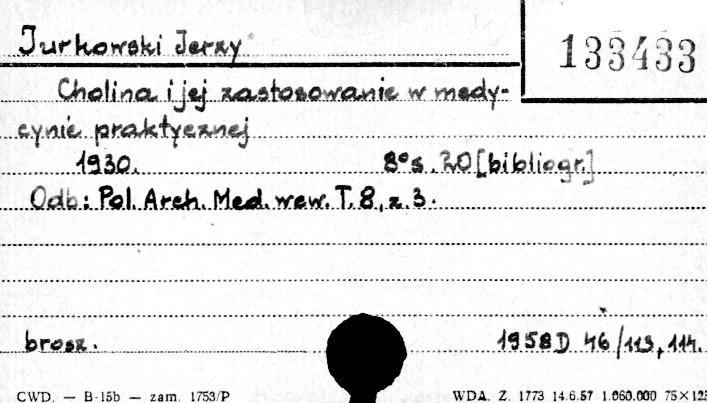 Jurkowski Jerzy
133433
Cholina i jej zastosowanie w medy-
cynie praktycznej
1930. 8° s. 20 [bibliogr.]
Odb: Pol. Arch. Med. wew. T. 8, z. 3.
brosz. 1958 D 46/113, 114.
CWD. — B-15b — zam. 1753/P WDA. Z. 1773 14.6.57 1.060.000 75×125